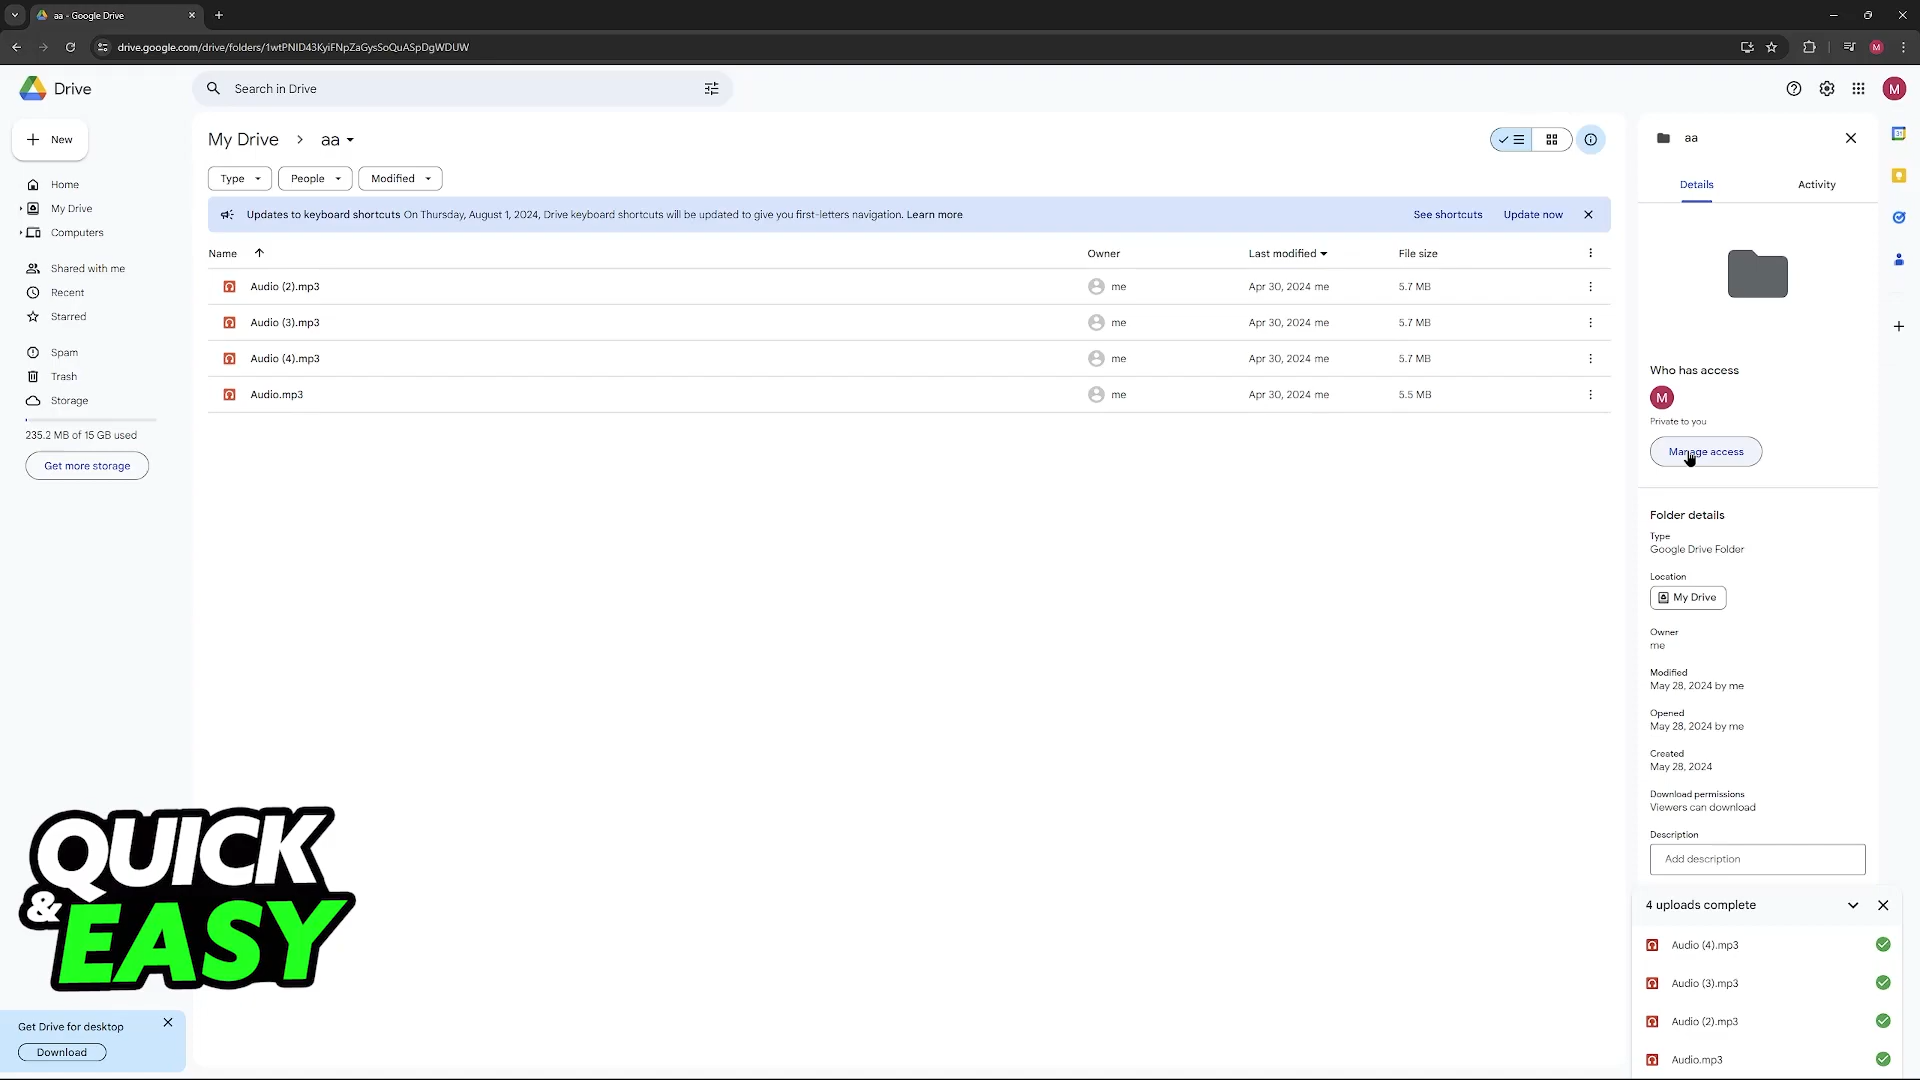 aa - Google Drive
drive.google.com/drive/folders/1wtPNID43KyiFNpZaGysSoQuASpDgWDUW
M
Drive
Search in Drive
M
New
My Drive > aa
aa
Type
People
Modified
Details
Activity
Home
My Drive
Computers
Updates to keyboard shortcuts On Thursday, August 1, 2024, Drive keyboard shortcuts will be updated to give you first-letters navigation. Learn more
See shortcuts
Update now
Name
Owner
Last modified
File size
Shared with me
Recent
Starred
Spam
Trash
Storage
Audio (2).mp3 me Apr 30, 2024 me 5.7 MB
Audio (3).mp3 me Apr 30, 2024 me 5.7 MB
Audio (4).mp3 me Apr 30, 2024 me 5.7 MB
Audio.mp3 me Apr 30, 2024 me 5.5 MB
235.2 MB of 15 GB used
Get more storage
Who has access
M
Private to you
Manage access
Folder details
Type
Google Drive Folder
Location
My Drive
Owner
me
Modified
May 28, 2024 by me
Opened
May 28, 2024 by me
Created
May 28, 2024
Download permissions
Viewers can download
Description
Add description
QUICK
& EASY
4 uploads complete
Audio (4).mp3
Audio (3).mp3
Audio (2).mp3
Audio.mp3
Get Drive for desktop
Download
31